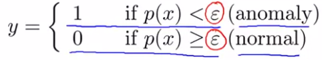 y = { 1 if p(x) < ε (anomaly)
0 if p(x) ≥ ε (normal)